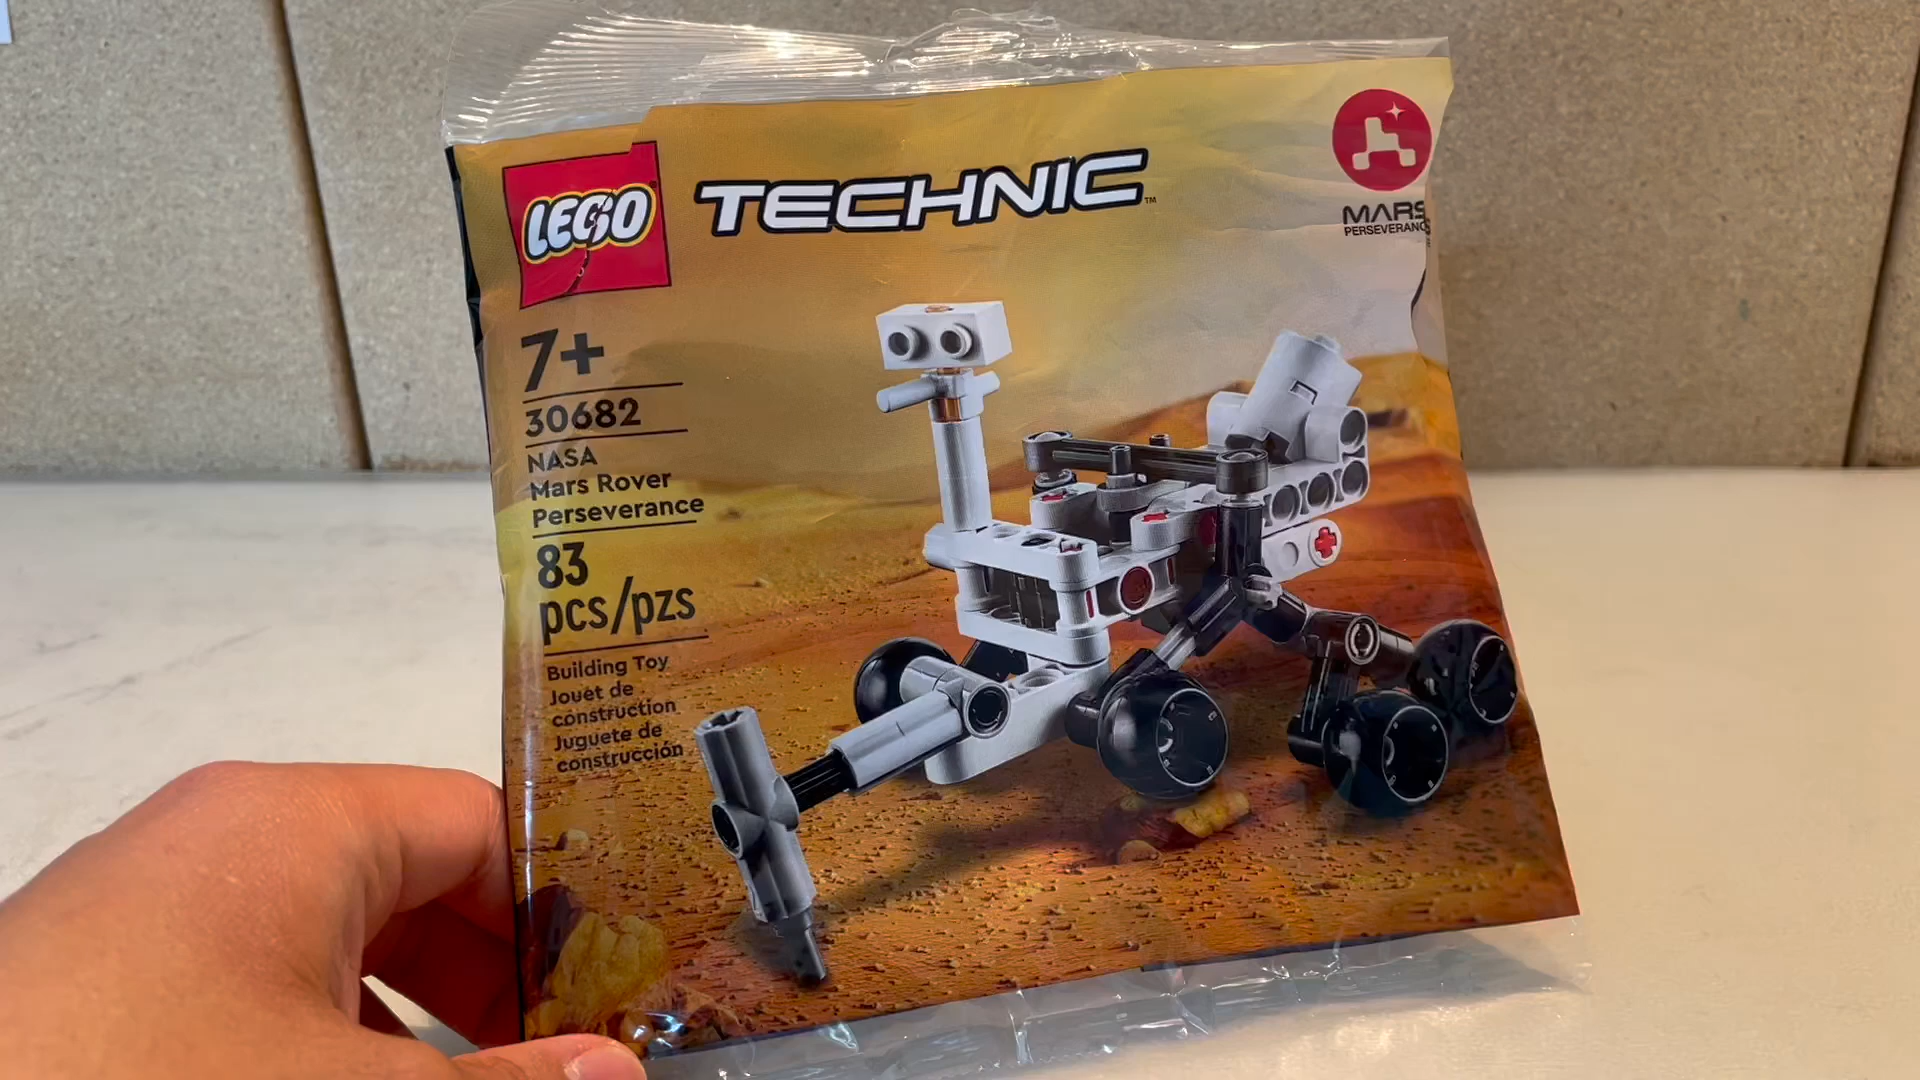 LEGO TECHNIC™
MARS
PERSEVERANCE
7+
30682
NASA
Mars Rover
Perseverance
83
pcs/pzs
Building Toy
Jouet de
construction
Juguete de
construcción